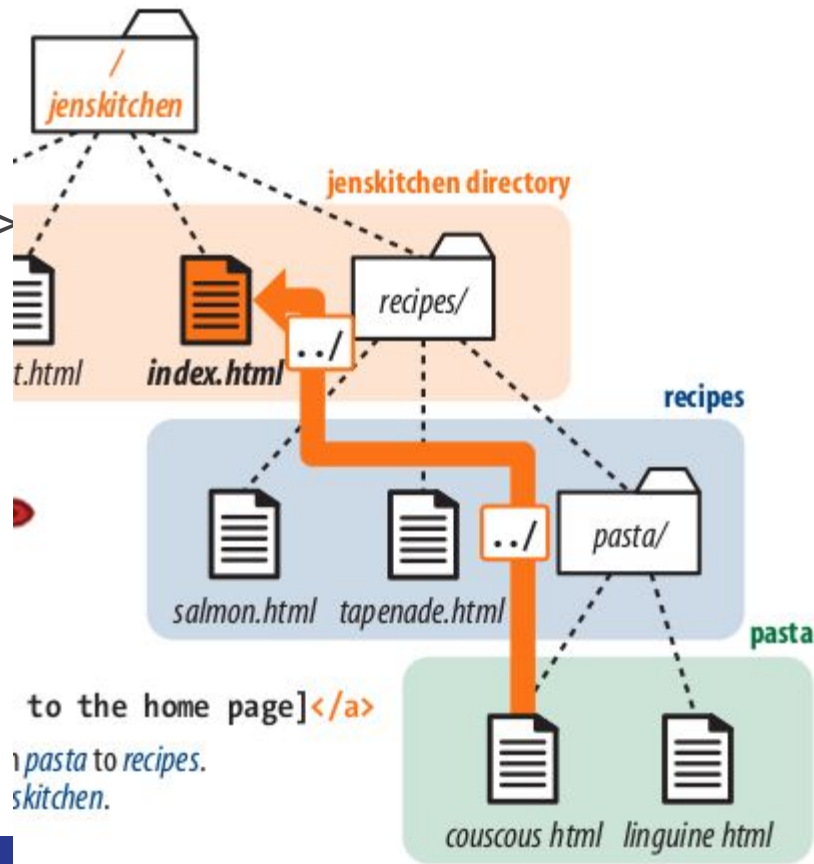 /
jenskitchen
jenskitchen directory
>
recipes/
../
t.html
index.html
recipes
../
pasta/
salmon.html
tapenade.html
pasta
to the home page]</a>
n pasta to recipes.
skitchen.
couscous html
linguine html